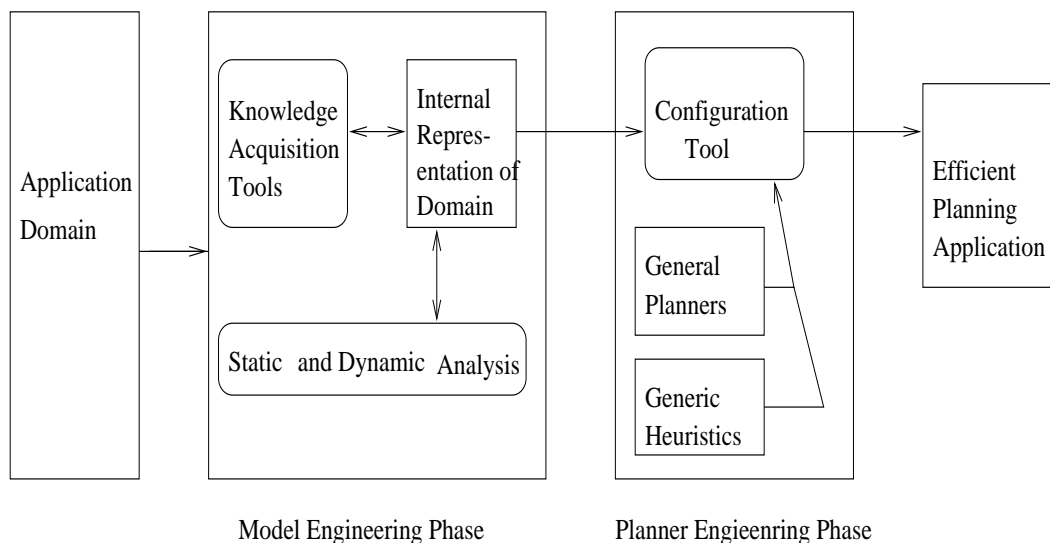 Application
Domain
Knowledge
Acquisition
Tools
Internal
Repres-
entation of
Domain
Static and Dynamic Analysis
Configuration
Tool
General
Planners
Generic
Heuristics
Efficient
Planning
Application
Model Engineering Phase
Planner Engieenring Phase